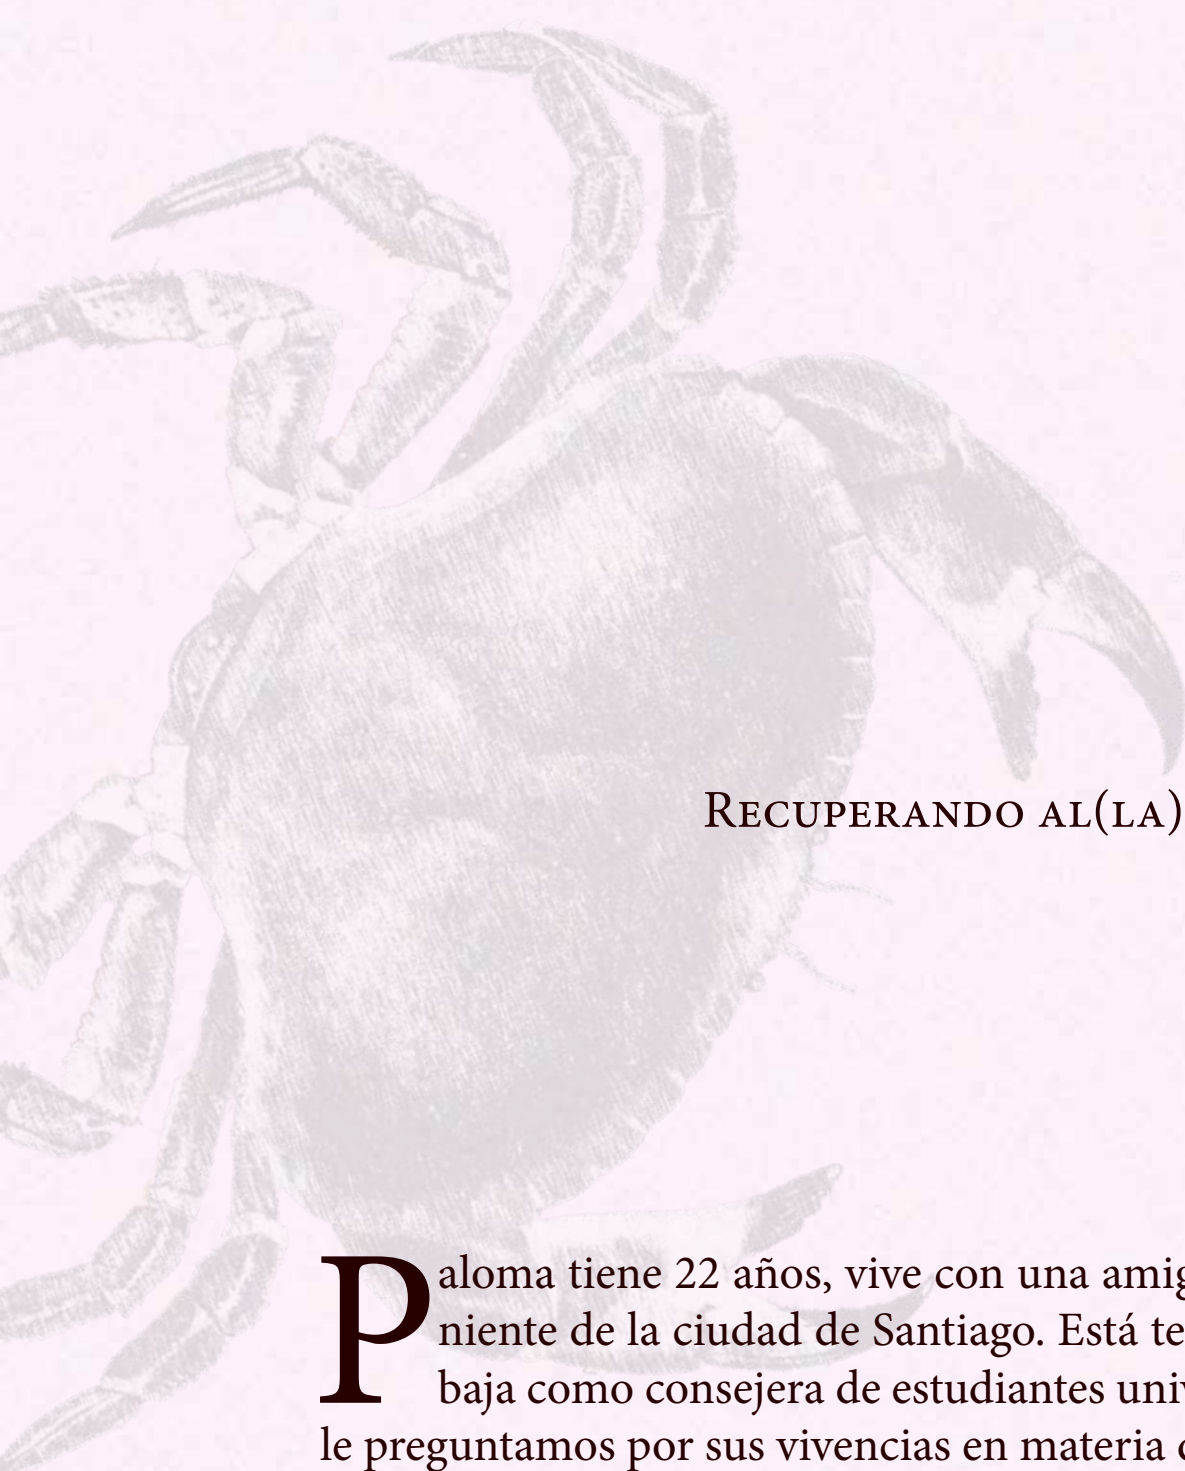 Recuperando al(la)
Paloma tiene 22 años, vive con una amig
niente de la ciudad de Santiago. Está te
baja como consejera de estudiantes univ
le preguntamos por sus vivencias en materia d